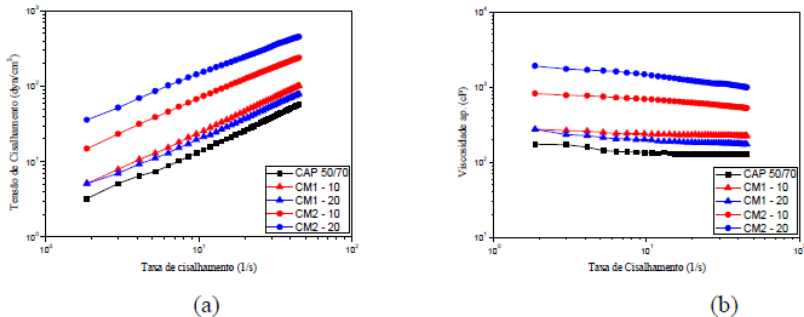 Tensão de Cisalhamento (dyn/cm²)
10³
10²
10¹
10⁰
10⁰
10¹
10²
Taxa de cisalhamento (1/s)
CAP 50/70
CM1 - 10
CM1 - 20
CM2 - 10
CM2 - 20
(a)
Viscosidade ap. (cP)
10⁴
10³
10²
10¹
10⁰
10¹
10²
Taxa de Cisalhamento (1/s)
CAP 50/70
CM1 - 10
CM1 - 20
CM2 - 10
CM2 - 20
(b)